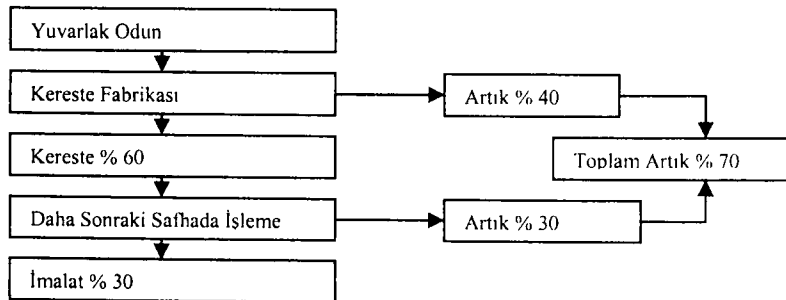 Yuvarlak Odun
Kereste Fabrikası
Artık % 40
Kereste % 60
Toplam Artık % 70
Daha Sonraki Safhada İşleme
Artık % 30
İmalat % 30